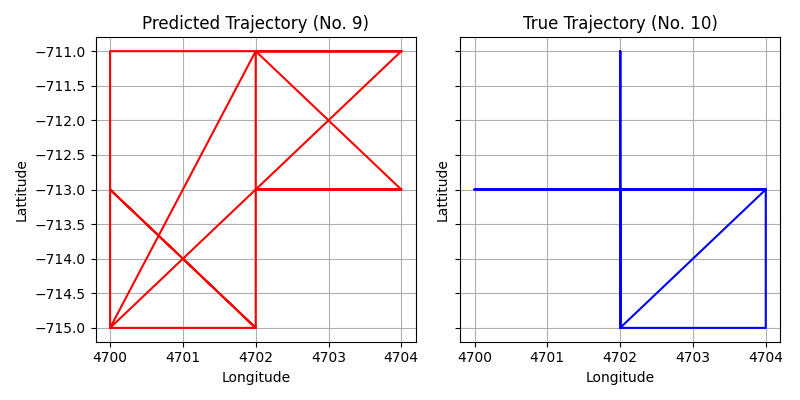 Predicted Trajectory (No. 9)
−711.0
−711.5
−712.0
−712.5
−713.0
−713.5
−714.0
−714.5
−715.0
Lattitude
4700 4701 4702 4703 4704
Longitude
True Trajectory (No. 10)
Lattitude
4700 4701 4702 4703 4704
Longitude